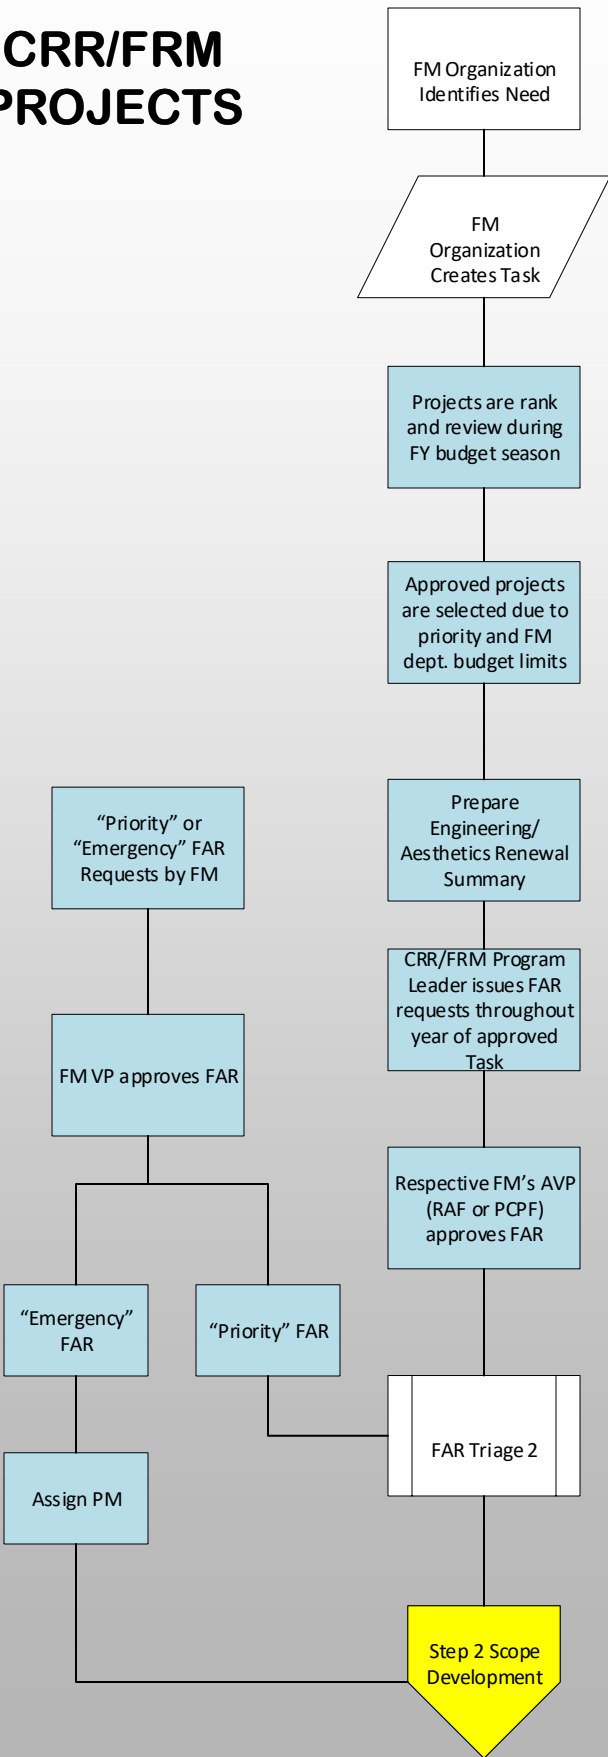 CRR/FRM
PROJECTS
FM Organization
Identifies Need
FM
Organization
Creates Task
Projects are rank
and review during
FY budget season
Approved projects
are selected due to
priority and FM
dept. budget limits
Prepare
Engineering/
Aesthetics Renewal
Summary
CRR/FRM Program
Leader issues FAR
requests throughout
year of approved
Task
Respective FM’s AVP
(RAF or PCPF)
approves FAR
“Priority” or
“Emergency” FAR
Requests by FM
FM VP approves FAR
“Emergency”
FAR
“Priority” FAR
Assign PM
FAR Triage 2
Step 2 Scope
Development